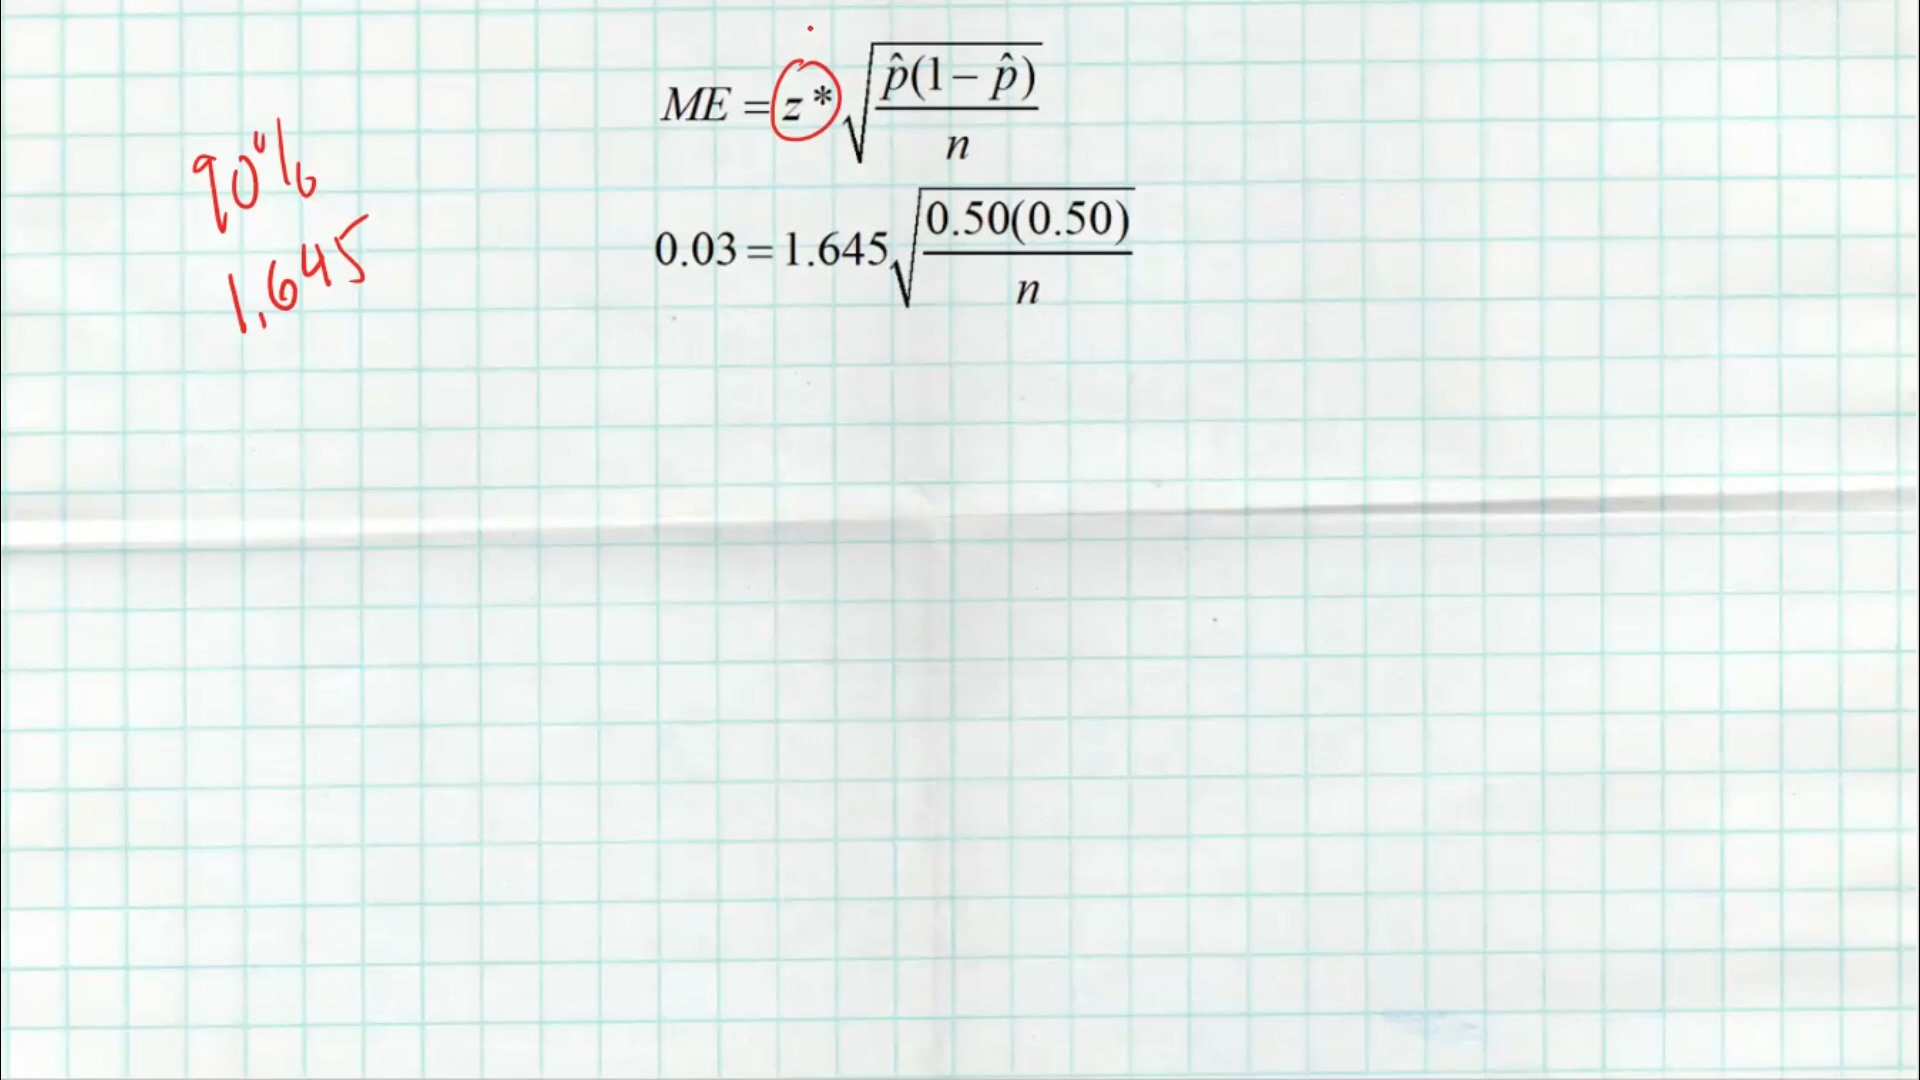 ME = z* √(p̂(1 − p̂)/n)
90%
0.03 = 1.645 √(0.50(0.50)/n)
1.645